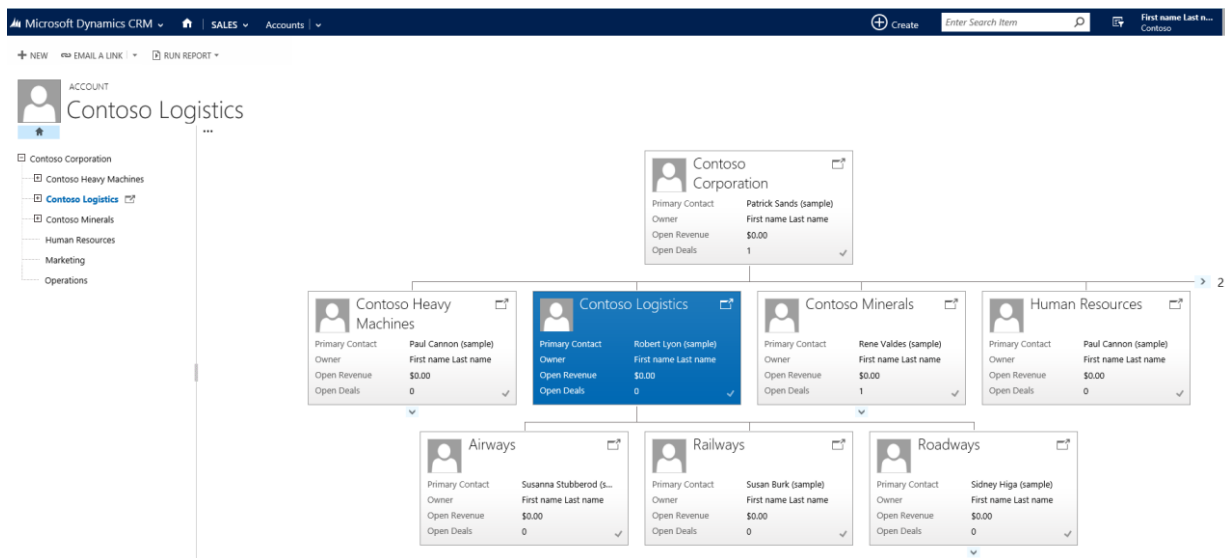 Microsoft Dynamics CRM SALES Accounts Create Enter Search Item First name Last n...
Contoso
NEW EMAIL A LINK RUN REPORT
ACCOUNT
Contoso Logistics
...
Contoso Corporation
Contoso Heavy Machines
Contoso Logistics
Contoso Minerals
Human Resources
Marketing
Operations
Contoso
Corporation
Primary Contact Patrick Sands (sample)
Owner First name Last name
Open Revenue $0.00
Open Deals 1
2
Contoso Heavy
Machines
Primary Contact Paul Cannon (sample)
Owner First name Last name
Open Revenue $0.00
Open Deals 0
Contoso Logistics
Primary Contact Robert Lyon (sample)
Owner First name Last name
Open Revenue $0.00
Open Deals 0
Contoso Minerals
Primary Contact Rene Valdes (sample)
Owner First name Last name
Open Revenue $0.00
Open Deals 1
Human Resources
Primary Contact Paul Cannon (sample)
Owner First name Last name
Open Revenue $0.00
Open Deals 0
Airways
Primary Contact Susanna Stubberod (s...
Owner First name Last name
Open Revenue $0.00
Open Deals 0
Railways
Primary Contact Susan Burk (sample)
Owner First name Last name
Open Revenue $0.00
Open Deals 0
Roadways
Primary Contact Sidney Higa (sample)
Owner First name Last name
Open Revenue $0.00
Open Deals 0